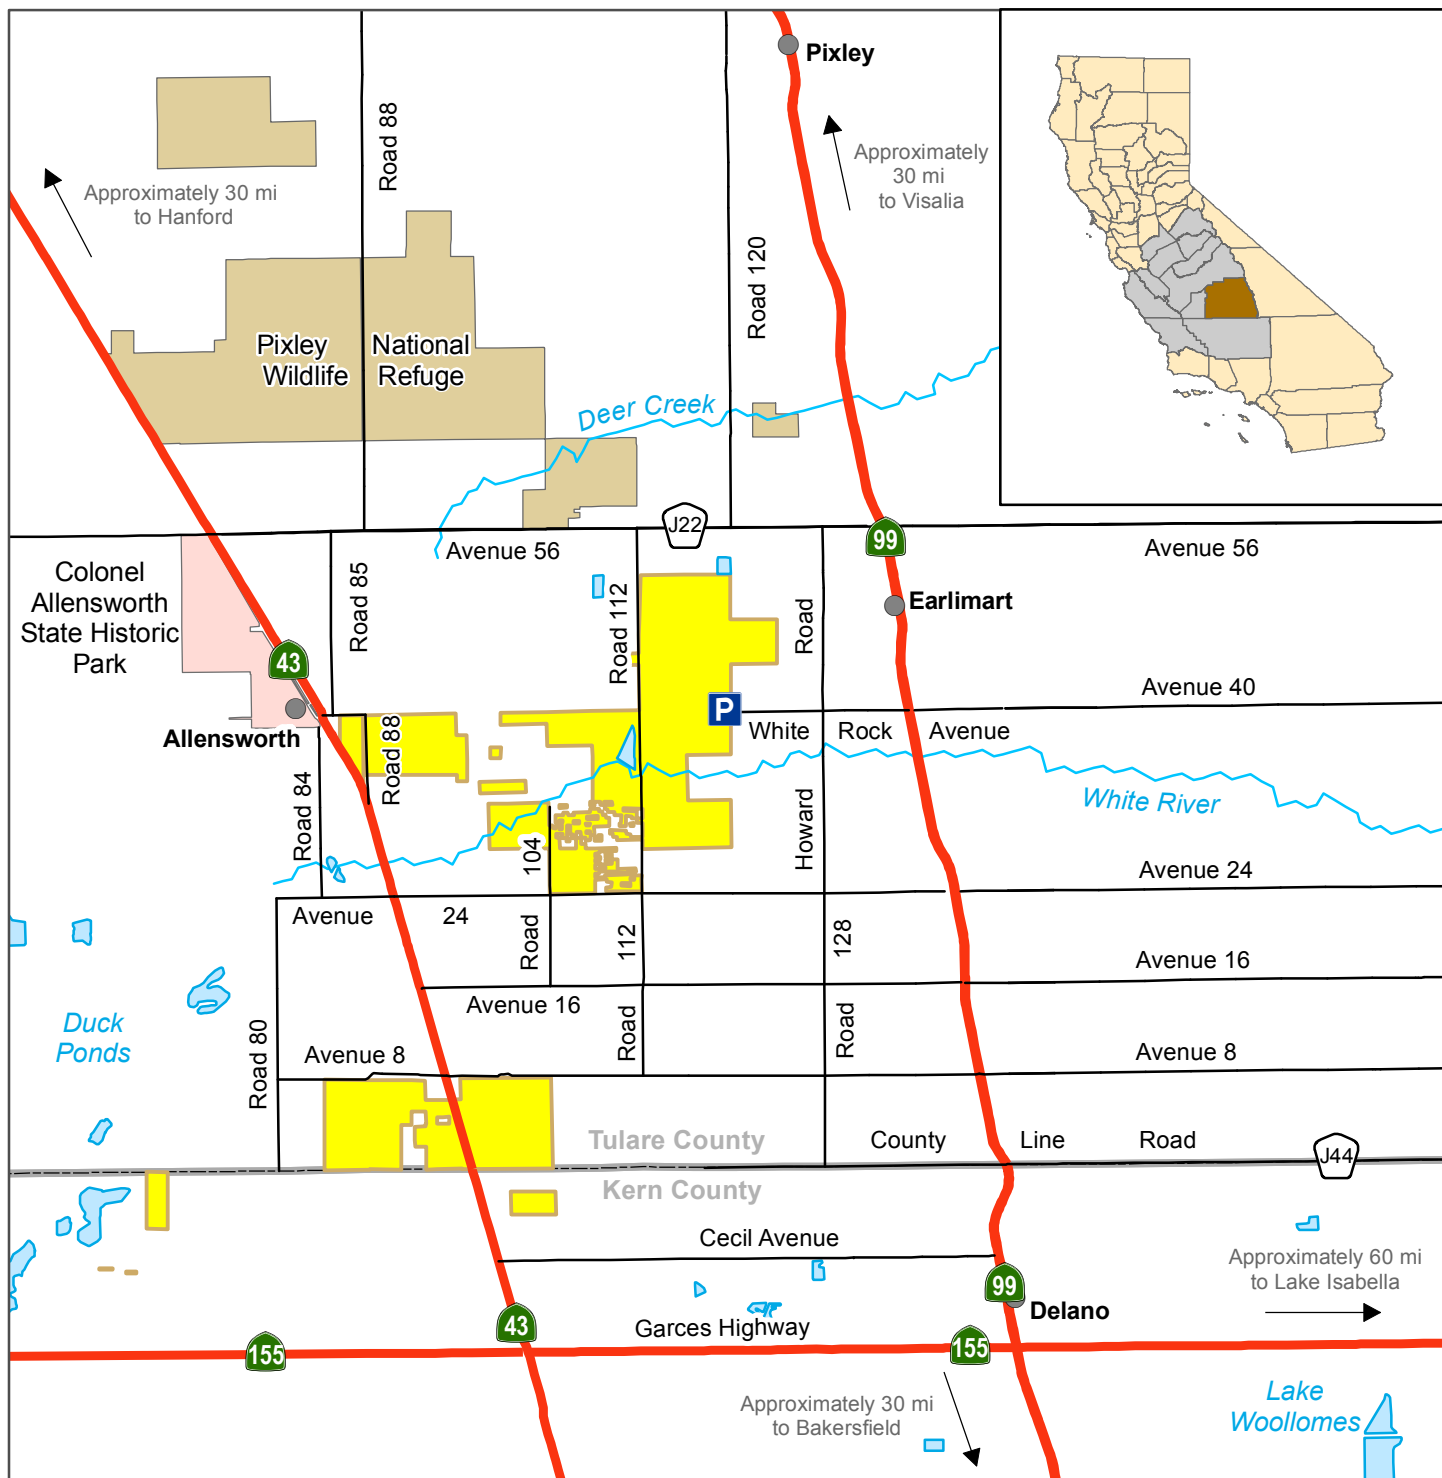 Pixley
Road 88
Approximately 30 mi
to Hanford
Approximately
30 mi
to Visalia
Road 120
Pixley National
Wildlife Refuge
Deer Creek
J22
99
Avenue 56
Avenue 56
Colonel
Allensworth
State Historic
Park
Road 85
Road 112
Road
Earlimart
43
Avenue 40
P
Allensworth
Road 88
White Rock Avenue
Road 84
White River
104
Howard
Avenue 24
Avenue 24
Road
112
128
Avenue 16
Avenue 16
Duck
Ponds
Road 80
Road
Road
Avenue 8
Avenue 8
Tulare County
County Line Road
J44
Kern County
Cecil Avenue
Approximately 60 mi
to Lake Isabella
99
Delano
43
Garces Highway
155
155
Approximately 30 mi
to Bakersfield
Lake
Woollomes